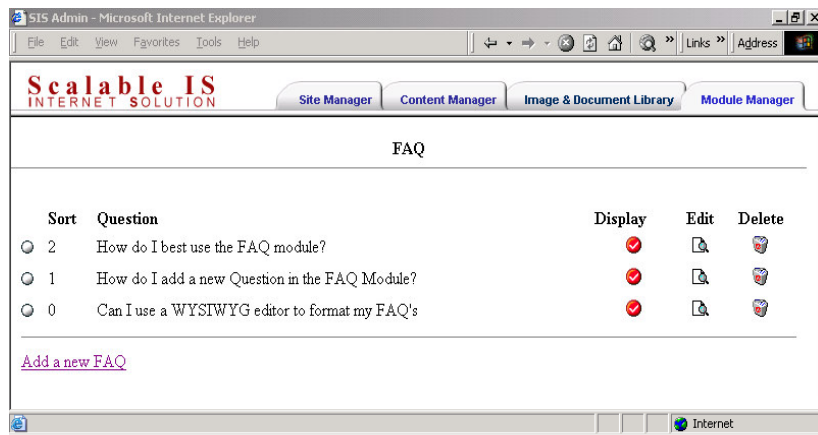 SIS Admin - Microsoft Internet Explorer
File Edit View Favorites Tools Help » Links » Address
Scalable IS
INTERNET SOLUTION
Site Manager Content Manager Image & Document Library Module Manager
FAQ
Sort Question Display Edit Delete
2 How do I best use the FAQ module?
1 How do I add a new Question in the FAQ Module?
0 Can I use a WYSIWYG editor to format my FAQ's
Add a new FAQ
Internet